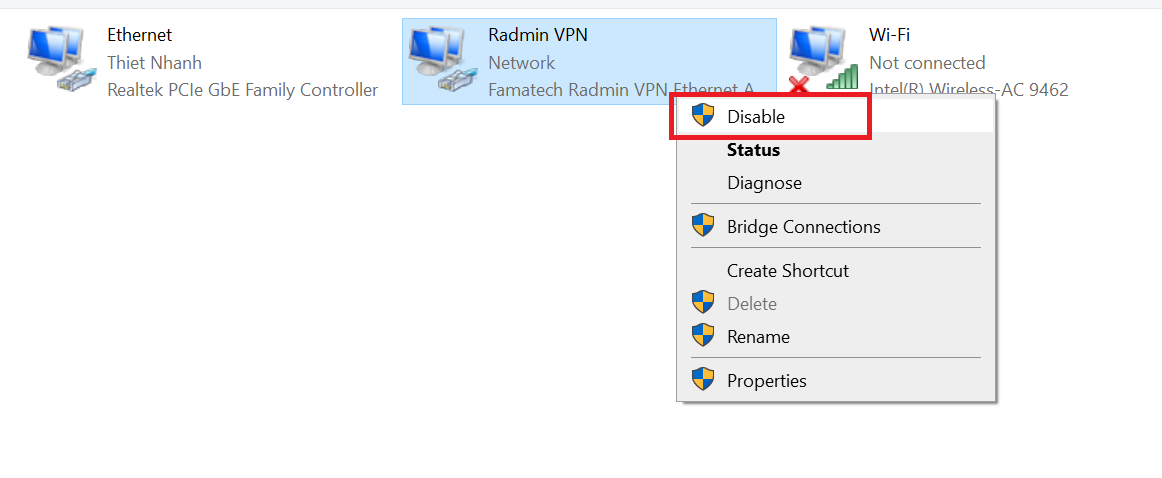 Ethernet
Thiet Nhanh
Realtek PCIe GbE Family Controller
Radmin VPN
Network
Famatech Radmin VPN Ethernet A
Wi-Fi
Not connected
Intel(R) Wireless-AC 9462
Disable
Status
Diagnose
Bridge Connections
Create Shortcut
Delete
Rename
Properties